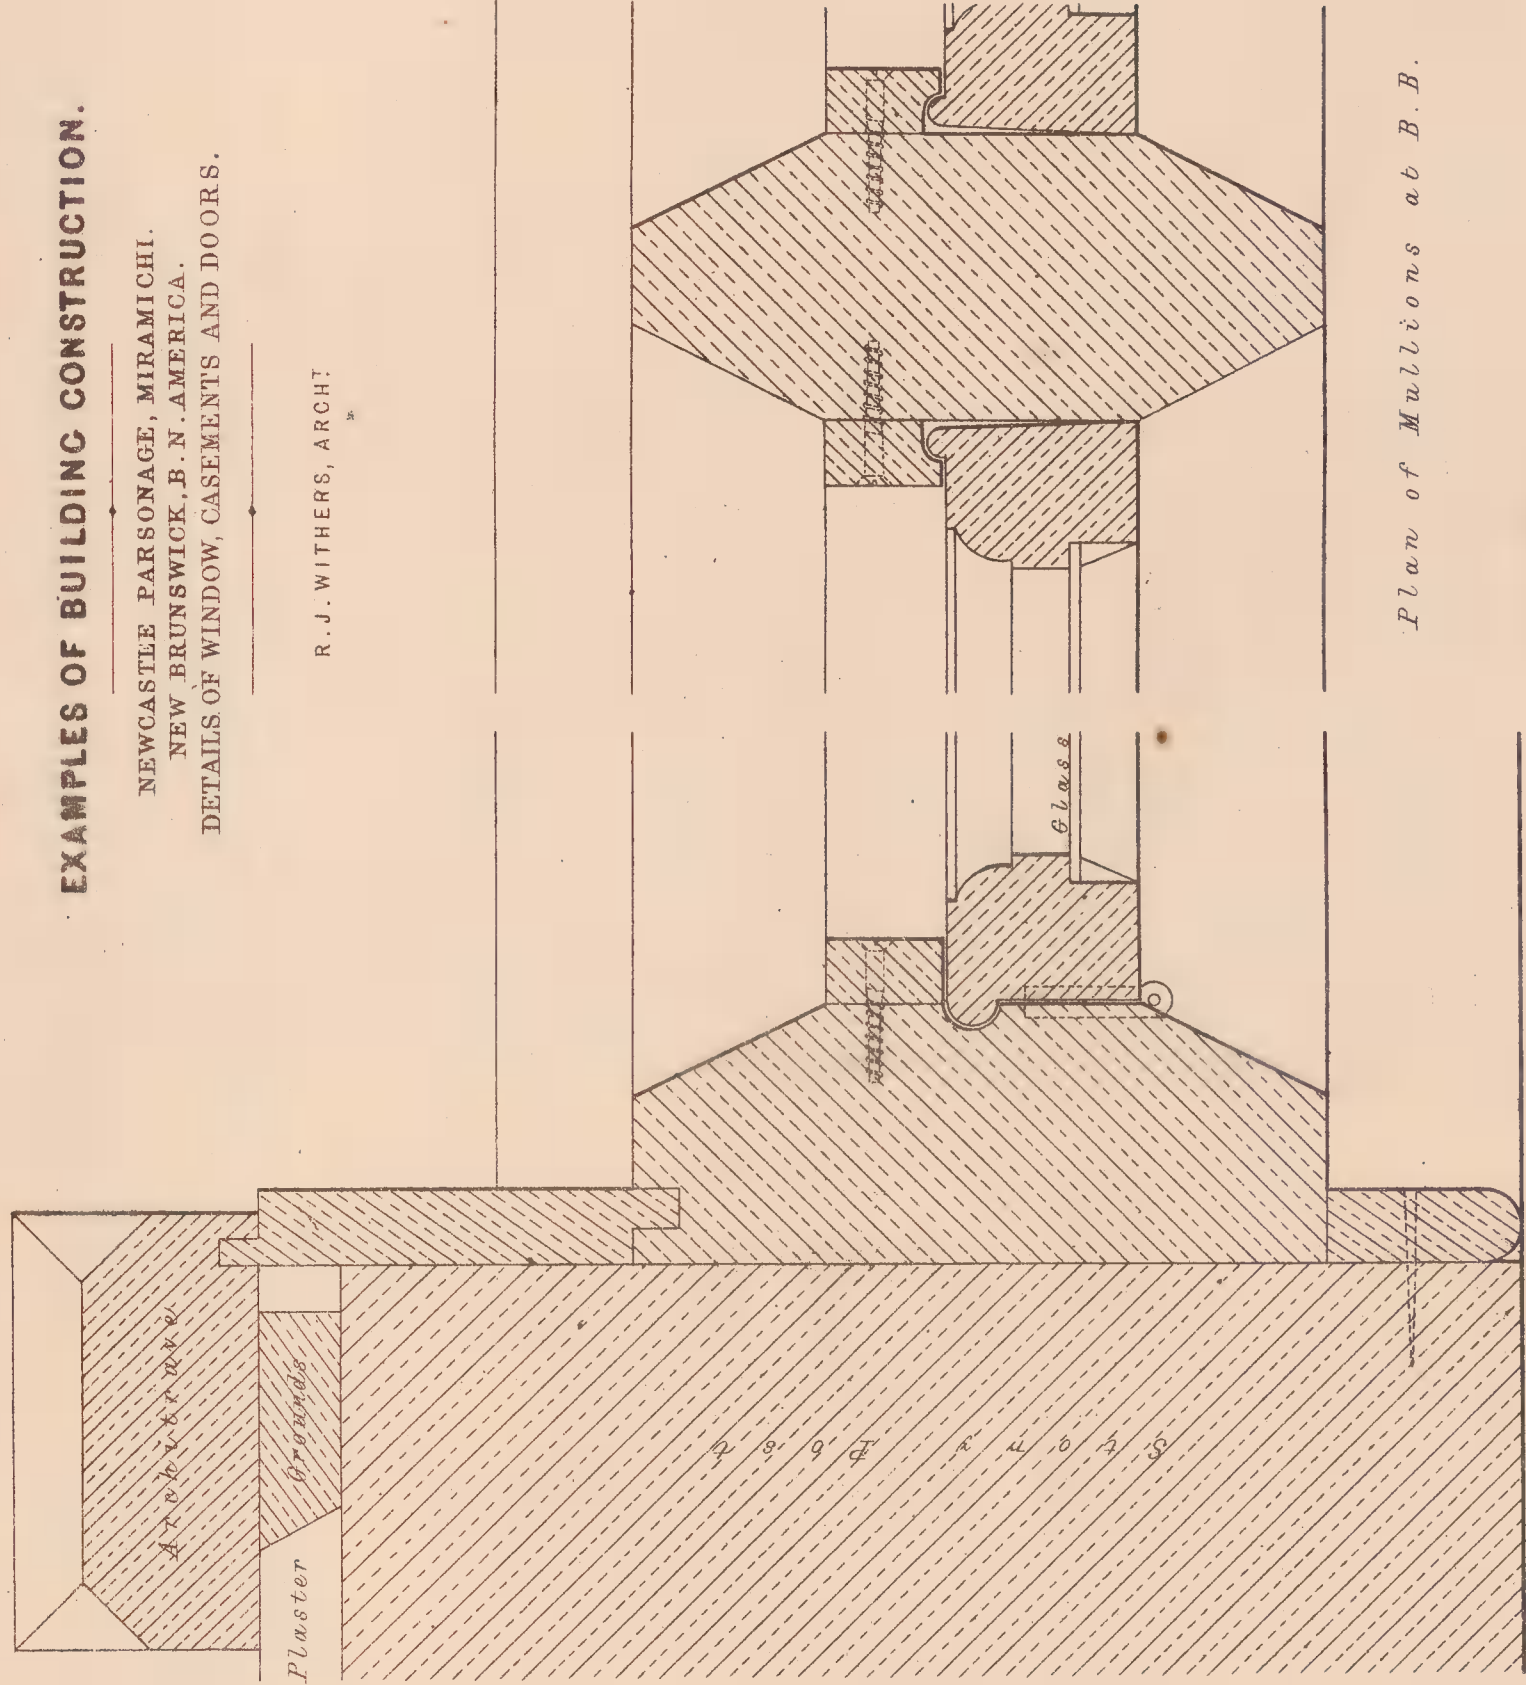 EXAMPLES OF BUILDING CONSTRUCTION.
NEWCASTLE PARSONAGE, MIRAMICHI.
NEW BRUNSWICK, B. N. AMERICA.
DETAILS OF WINDOW, CASEMENTS AND DOORS.
R. J. WITHERS, ARCHT
Glass
Plan of Mullions at B. B.
Architrave
Grounds
Plaster
Story Post